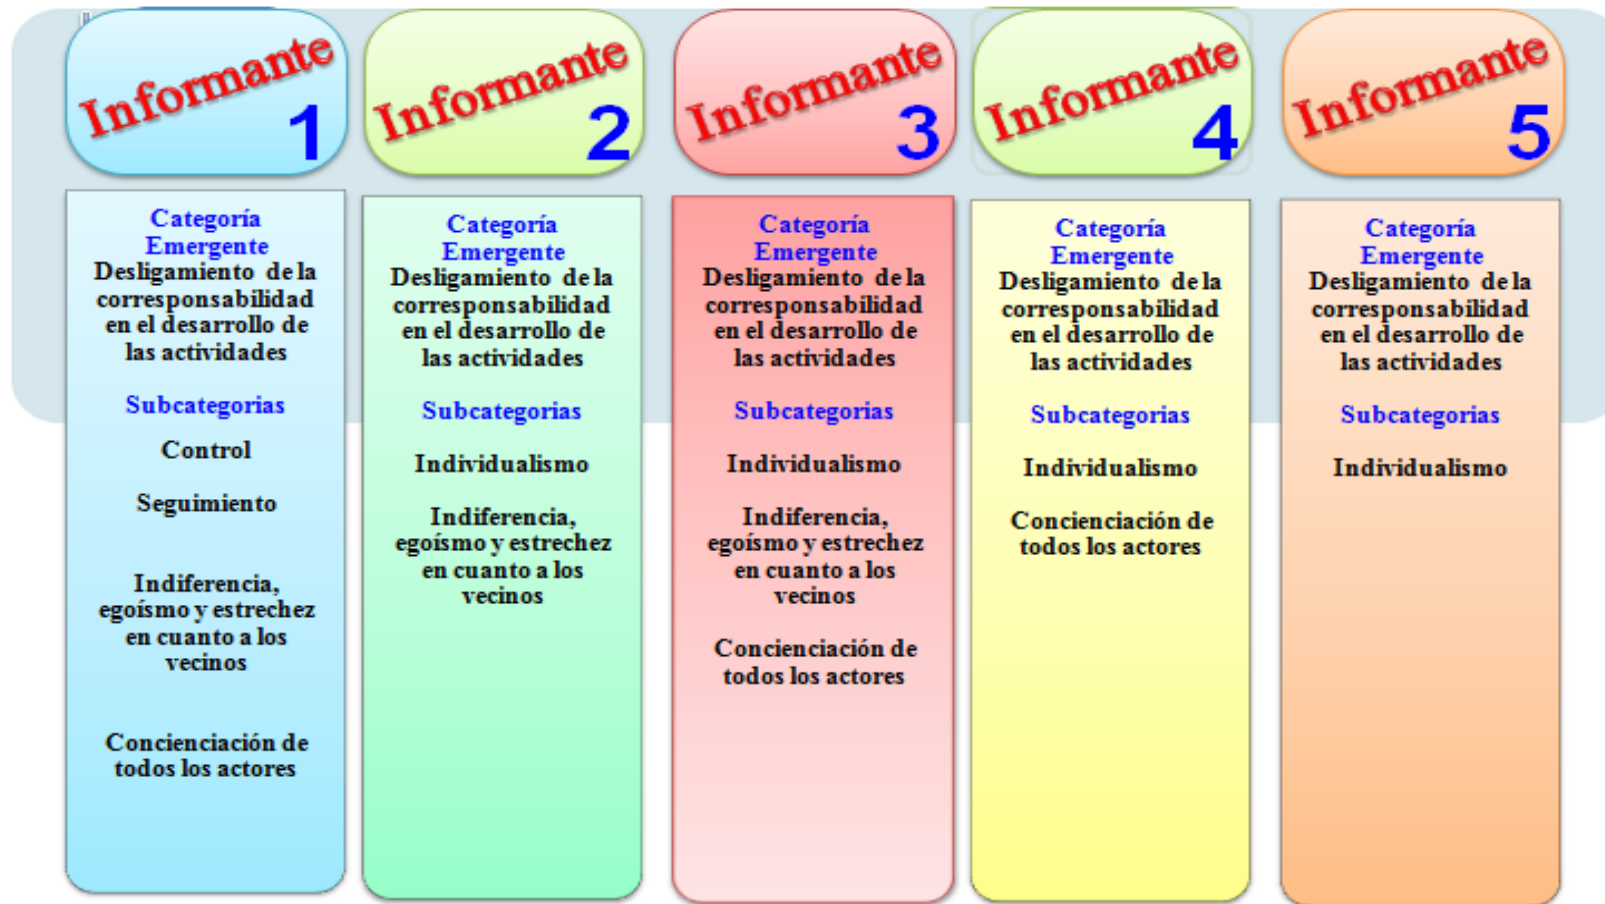 Informante
1
Categoría
Emergente
Desligamiento de la
corresponsabilidad
en el desarrollo de
las actividades
Subcategorias
Control
Seguimiento
Indiferencia,
egoísmo y estrechez
en cuanto a los
vecinos
Concienciación de
todos los actores
Informante
2
Categoría
Emergente
Desligamiento de la
corresponsabilidad
en el desarrollo de
las actividades
Subcategorias
Individualismo
Indiferencia,
egoísmo y estrechez
en cuanto a los
vecinos
Informante
3
Categoría
Emergente
Desligamiento de la
corresponsabilidad
en el desarrollo de
las actividades
Subcategorias
Individualismo
Indiferencia,
egoísmo y estrechez
en cuanto a los
vecinos
Concienciación de
todos los actores
Informante
4
Categoría
Emergente
Desligamiento de la
corresponsabilidad
en el desarrollo de
las actividades
Subcategorias
Individualismo
Concienciación de
todos los actores
Informante
5
Categoría
Emergente
Desligamiento de la
corresponsabilidad
en el desarrollo de
las actividades
Subcategorias
Individualismo